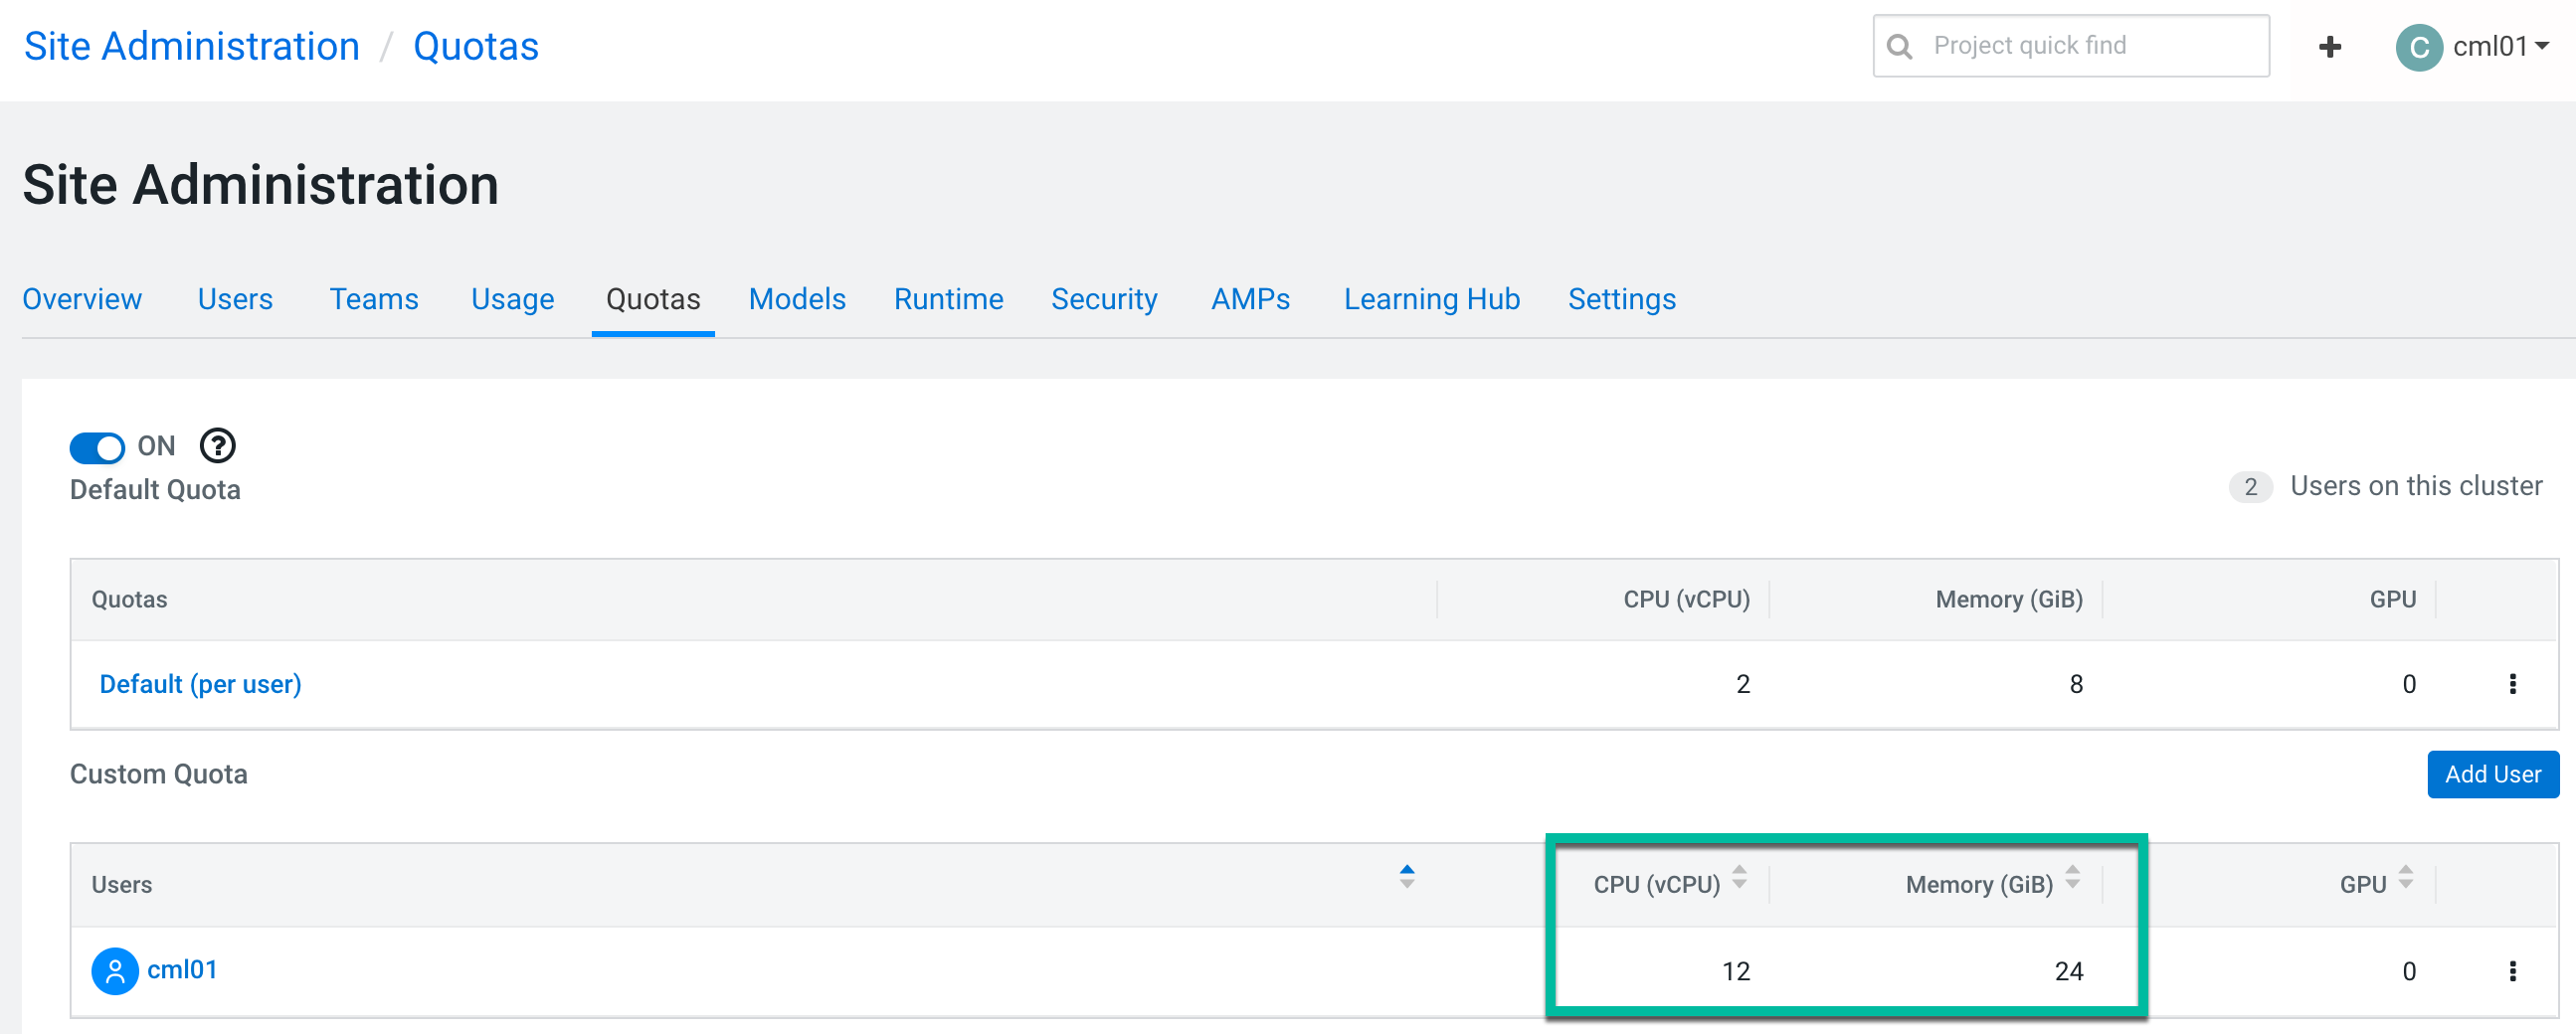 Site Administration / Quotas
Project quick find
+
C cml01
Site Administration
Overview Users Teams Usage Quotas Models Runtime Security AMPs Learning Hub Settings
ON ?
Default Quota
2 Users on this cluster
Quotas CPU (vCPU) Memory (GiB) GPU
Default (per user) 2 8 0
Custom Quota
Add User
Users CPU (vCPU) Memory (GiB) GPU
cml01 12 24 0